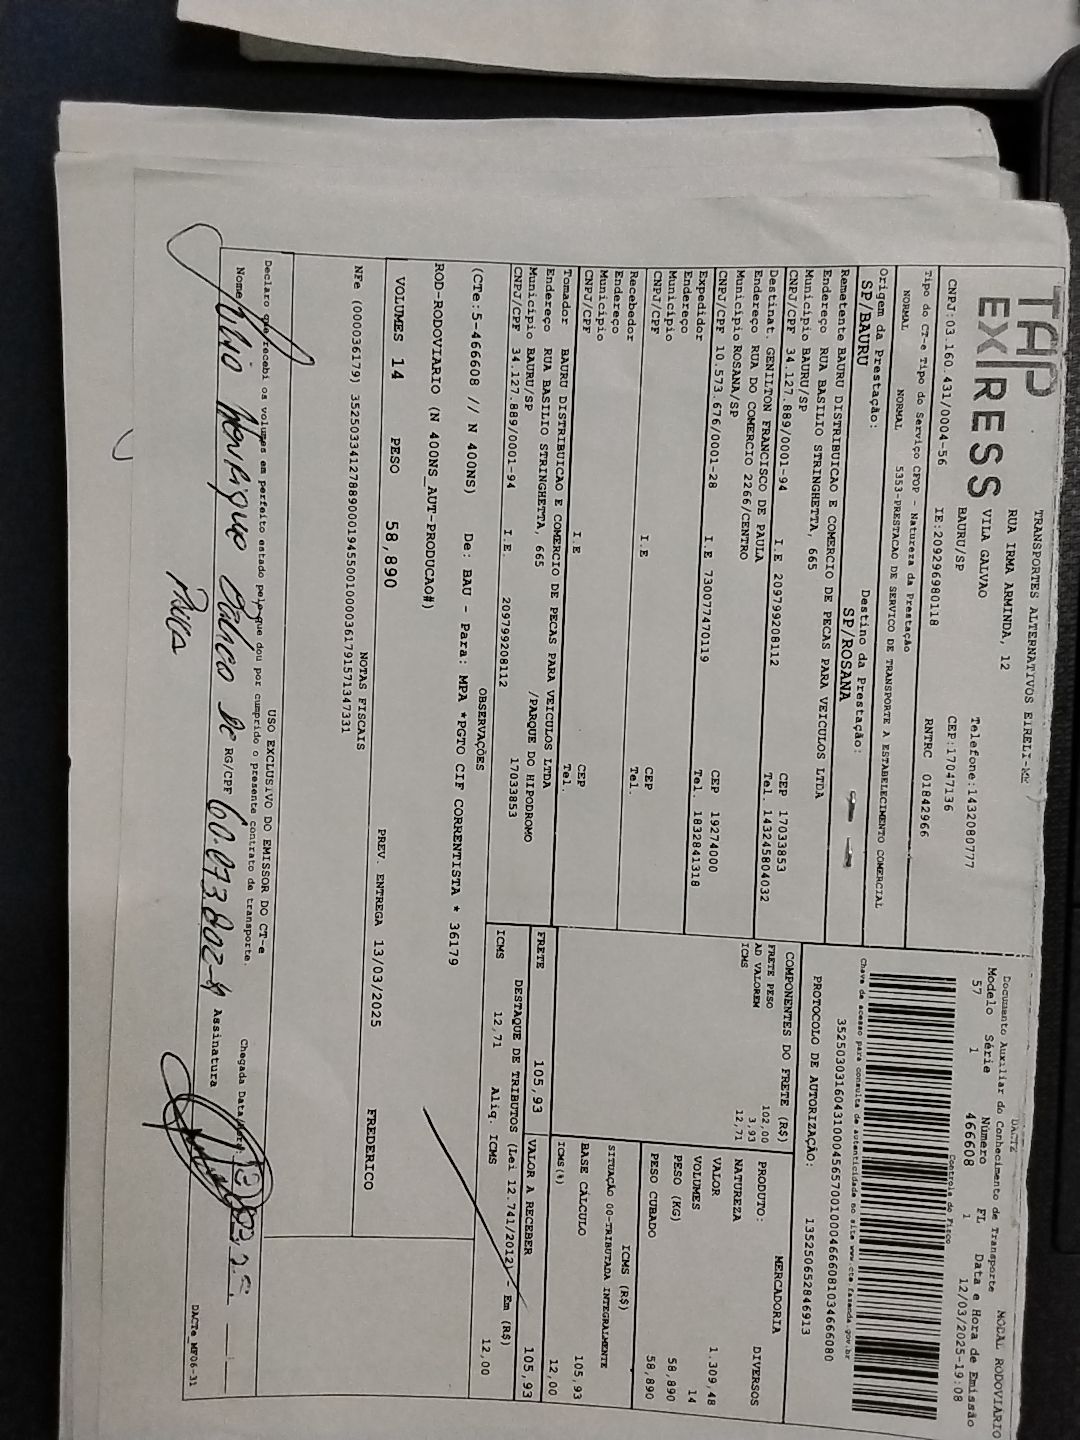 TAP
EXPRESS
TRANSPORTES ALTERNATIVOS EIRELI-ME
RUA IRMA ARMINDA, 12
VILA GALVAO
BAURU/SP
Telefone:1432080777
CEP:17047136
CNPJ:03.160.431/0004-56 IE:209296980118 RNTRC 01842966
Tipo do CT-e Tipo do Serviço CFOP - Natureza da Prestação
NORMAL NORMAL 5353-PRESTACAO DE SERVICO DE TRANSPORTE A ESTABELECIMENTO COMERCIAL
Origem da Prestação: Destino da Prestação:
SP/BAURU SP/ROSANA
Remetente BAURU DISTRIBUICAO E COMERCIO DE PECAS PARA VEICULOS LTDA
Endereço RUA BASILIO STRINGHETTA, 665
Município BAURU/SP CEP 17033853
CNPJ/CPF 34.127.889/0001-94 I.E 209799208112 Tel. 143245804032
Destinat. GENILTON FRANCISCO DE PAULA
Endereço RUA DO COMERCIO 2266/CENTRO
Município ROSANA/SP CEP 19274000
CNPJ/CPF 10.573.676/0001-28 I.E 730077470119 Tel. 1832841318
Expedidor
Endereço
Município CEP
CNPJ/CPF I.E Tel.
Recebedor
Endereço
Município CEP
CNPJ/CPF I.E Tel.
Tomador BAURU DISTRIBUICAO E COMERCIO DE PECAS PARA VEICULOS LTDA
Endereço RUA BASILIO STRINGHETTA, 665 /PARQUE DO HIPODROMO
Município BAURU/SP 17033853
CNPJ/CPF 34.127.889/0001-94 I.E. 209799208112
DACTE
Documento Auxiliar do Conhecimento de Transporte
MODAL RODOVIÁRIO
Modelo Série Número FL Data e Hora de Emissão
57 1 466608 1 12/03/2025-19:08
Controle do Fisco
Chave de acesso para consulta de autenticidade no site www.cte.fazenda.gov.br
35250303160431000456570010004666081034666080
PROTOCOLO DE AUTORIZAÇÃO: 135250652846913
COMPONENTES DO FRETE (R$)
FRETE PESO 102,00
AD VALOREM 3,93
ICMS 12,71
MERCADORIA
PRODUTO: DIVERSOS
NATUREZA
VALOR 1.309,48
VOLUMES 14
PESO (KG) 58,890
PESO CUBADO 58,890
ICMS (R$)
SITUAÇÃO 00-TRIBUTADA INTEGRALMENTE
BASE CÁLCULO 105,93
ICMS(%) 12,00
FRETE 105,93 VALOR A RECEBER 105,93
DESTAQUE DE TRIBUTOS (Lei 12.741/2012) - Em (R$)
ICMS 12,71 Aliq. ICMS 12,00
OBSERVAÇÕES
(CTe:5-466608 // N 400NS) De: BAU - Para: MPA *PGTO CIF CORRENTISTA * 36179
ROD-RODOVIARIO (N 400NS_AUT-PRODUCAO#)
VOLUMES 14 PESO 58,890 PREV. ENTREGA 13/03/2025 FREDERICO
NOTAS FISCAIS
NFe (000036179) 35250334127889000194550010000361791571347331
USO EXCLUSIVO DO EMISSOR DO CT-e
Declaro que recebi os volumes em perfeito estado pelo que dou por cumprido o presente contrato de transporte.
Chegada Data/Hora
Nome Henrique De RG/CPF 60.073.802-4 Assinatura
Paula
DACTe_MF06-31